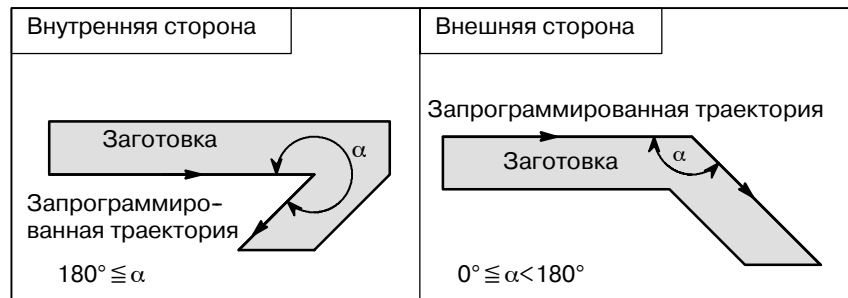 Внутренняя сторона
Заготовка
α
Запрограммиро-
ванная траектория
180° ≦ α
Внешняя сторона
Запрограммированная траектория
Заготовка
α
0° ≦ α< 180°